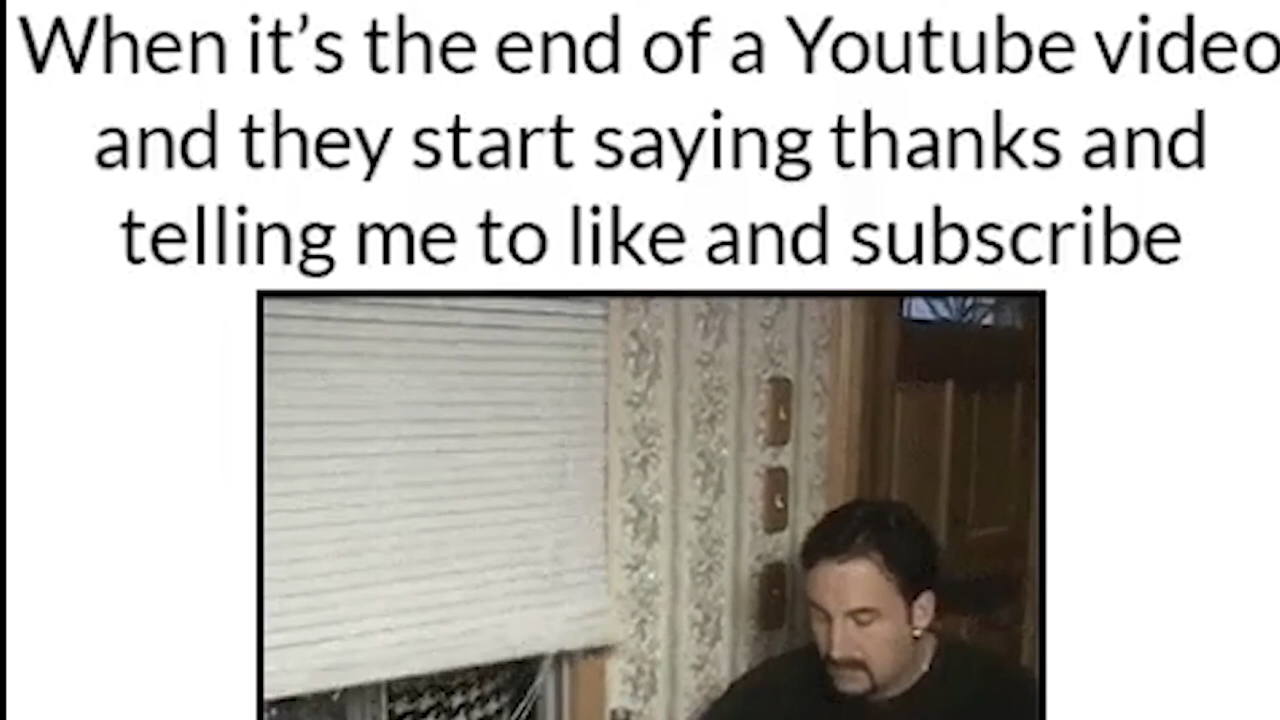 When it’s the end of a Youtube video
and they start saying thanks and
telling me to like and subscribe